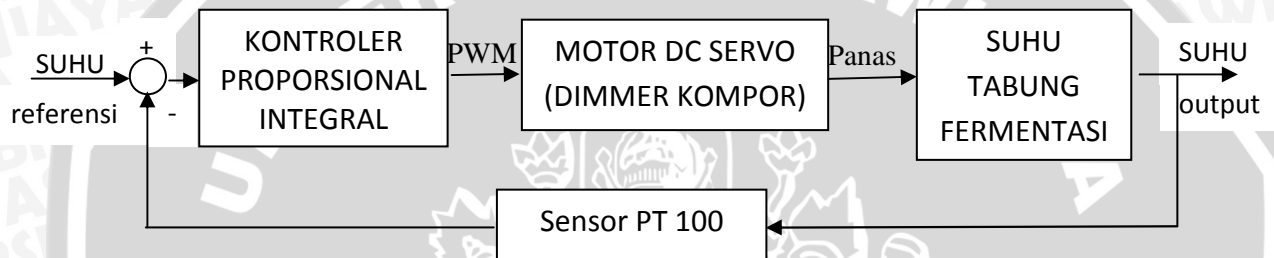 SUHU
referensi
+
-
KONTROLER
PROPORSIONAL
INTEGRAL
PWM
MOTOR DC SERVO
(DIMMER KOMPOR)
Panas
SUHU
TABUNG
FERMENTASI
SUHU
output
Sensor PT 100